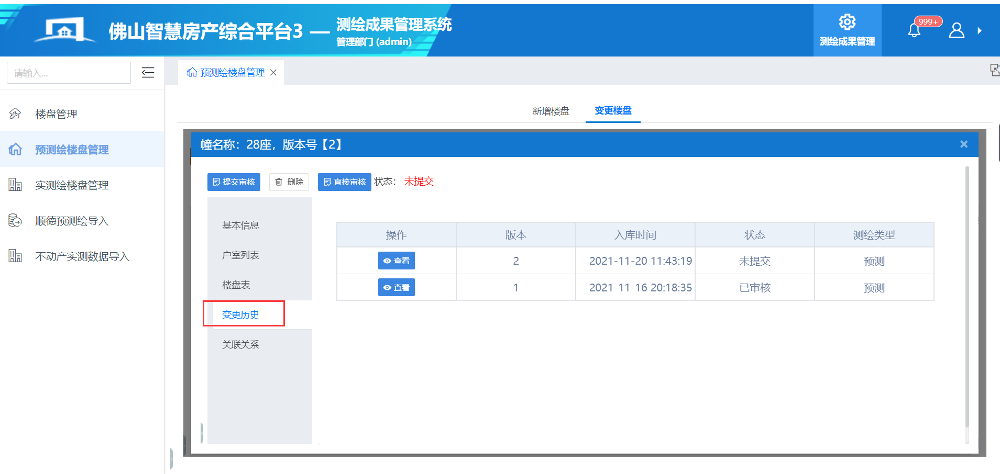 佛山智慧房产综合平台3 — 测绘成果管理系统
管理部门 (admin)
测绘成果管理
999+
请输入...
预测绘楼盘管理
楼盘管理
预测绘楼盘管理
实测绘楼盘管理
顺德预测绘导入
不动产实测数据导入
新增楼盘 变更楼盘
幢名称：28座，版本号【2】
提交审核 删除 直接审核 状态： 未提交
基本信息
户室列表
楼盘表
变更历史
关联关系
操作 版本 入库时间 状态 测绘类型
查看 2 2021-11-20 11:43:19 未提交 预测
查看 1 2021-11-16 20:18:35 已审核 预测